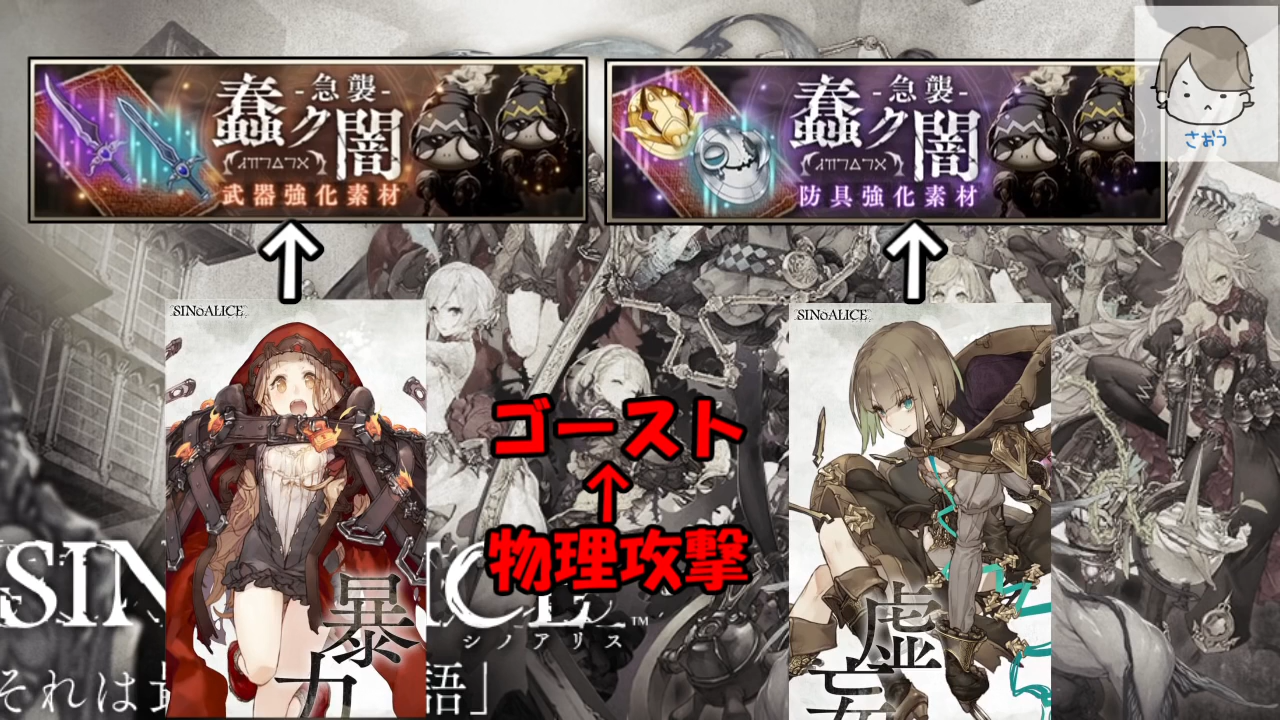 -急襲-
蠢ク闇
武器強化素材
-急襲-
蠢ク闇
防具強化素材
さおう
SINoALICE
SINoALICE
ゴースト
↑
物理攻撃
暴力
虚妄
シノアリス
TM
それは
語」